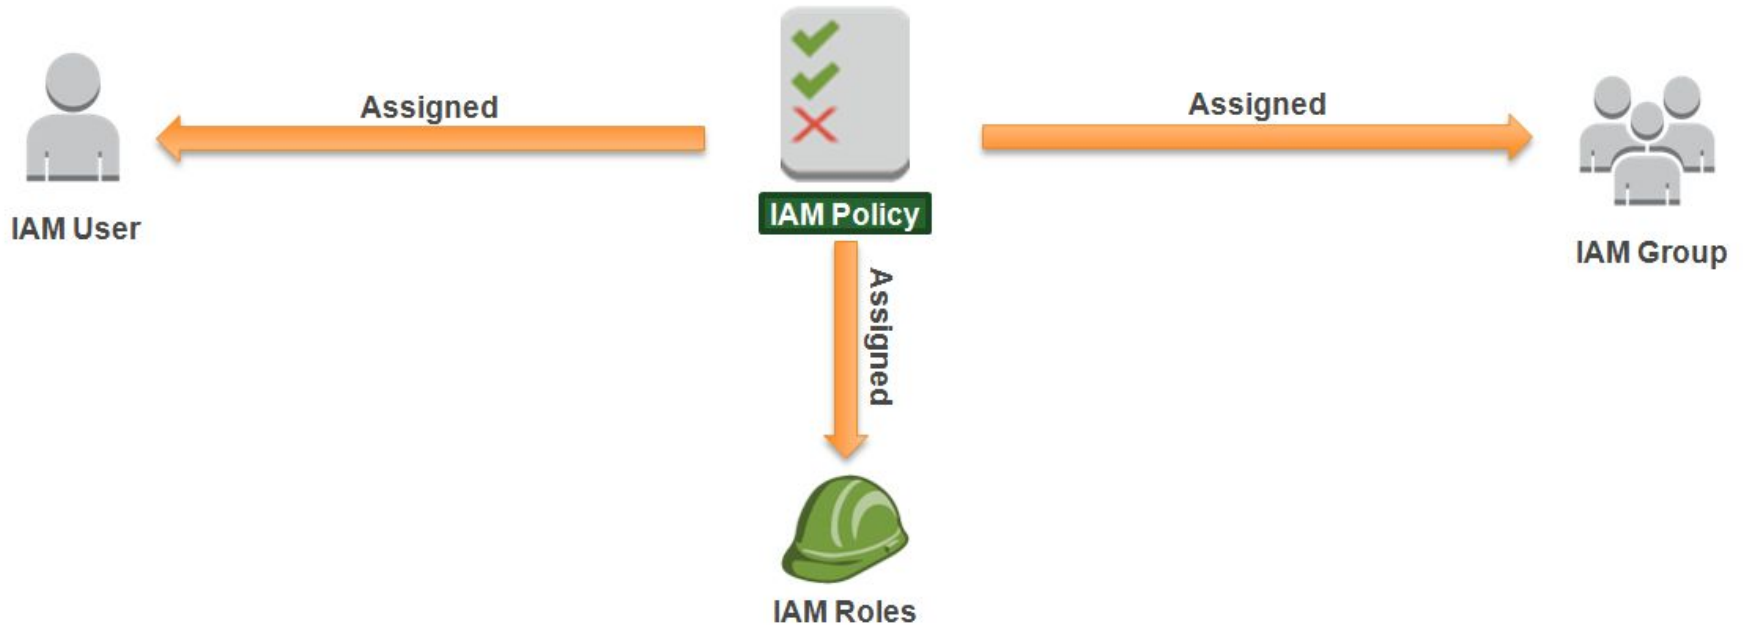 Assigned
Assigned
IAM User
IAM Policy
IAM Group
Assigned
IAM Roles